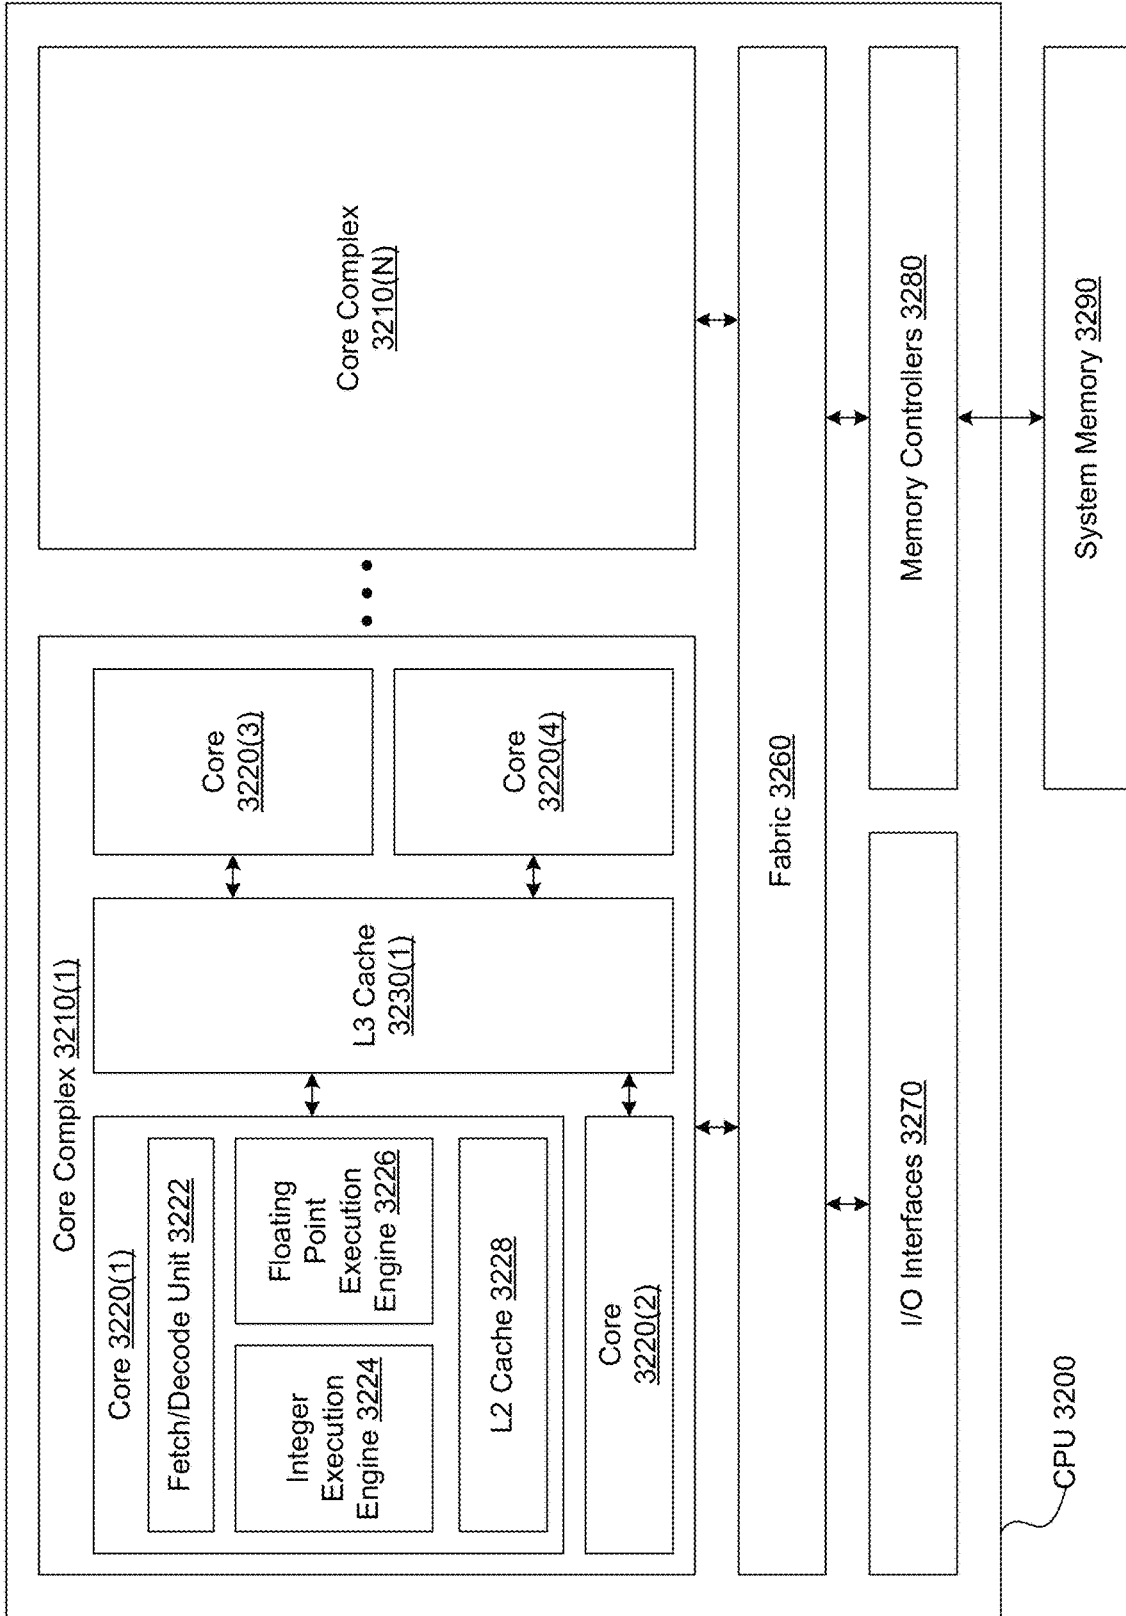 Core Complex 3210(1)
Core 3220(1)
Fetch/Decode Unit 3222
Integer
Execution
Engine 3224
Floating
Point
Execution
Engine 3226
L2 Cache 3228
Core
3220(2)
L3 Cache
3230(1)
Core
3220(3)
Core
3220(4)
Core Complex
3210(N)
Fabric 3260
I/O Interfaces 3270
Memory Controllers 3280
CPU 3200
System Memory 3290